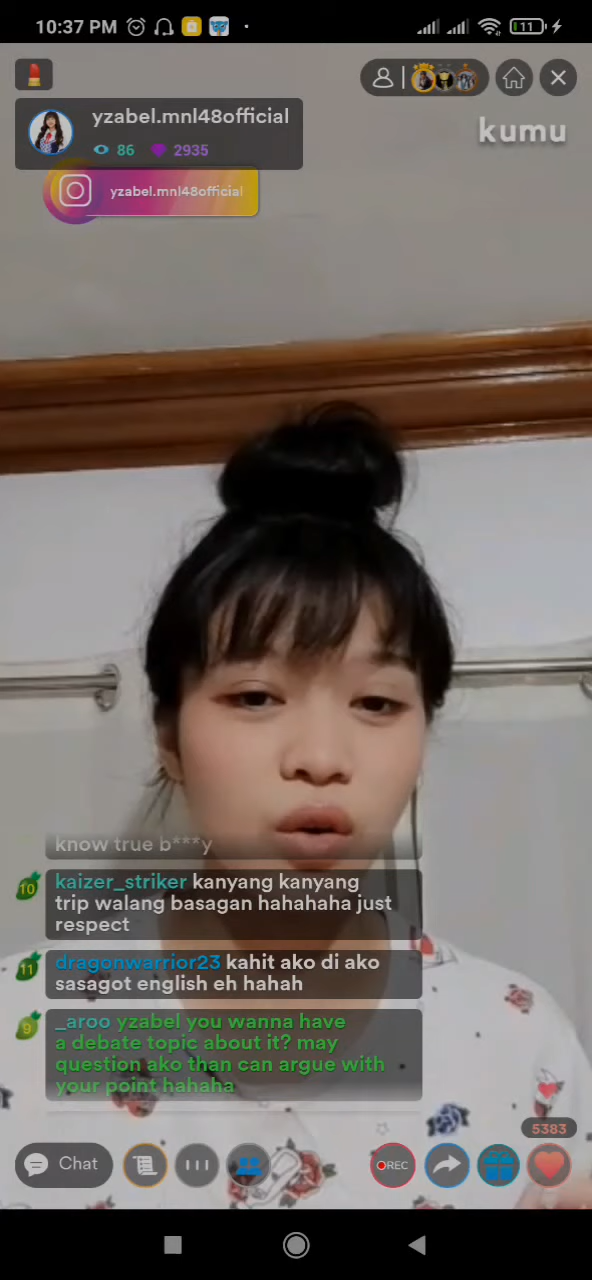 10:37 PM
11
yzabel.mnl48official
86 2935
kumu
yzabel.mnl48official
know true b***y
10
kaizer_striker kanyang kanyang
trip walang basagan hahahaha just
respect
11
dragonwarrior23 kahit ako di ako
sasagot english eh hahah
9
_aroo yzabel you wanna have
a debate topic about it? may
question ako than can argue with
your point hahaha
5383
Chat
REC